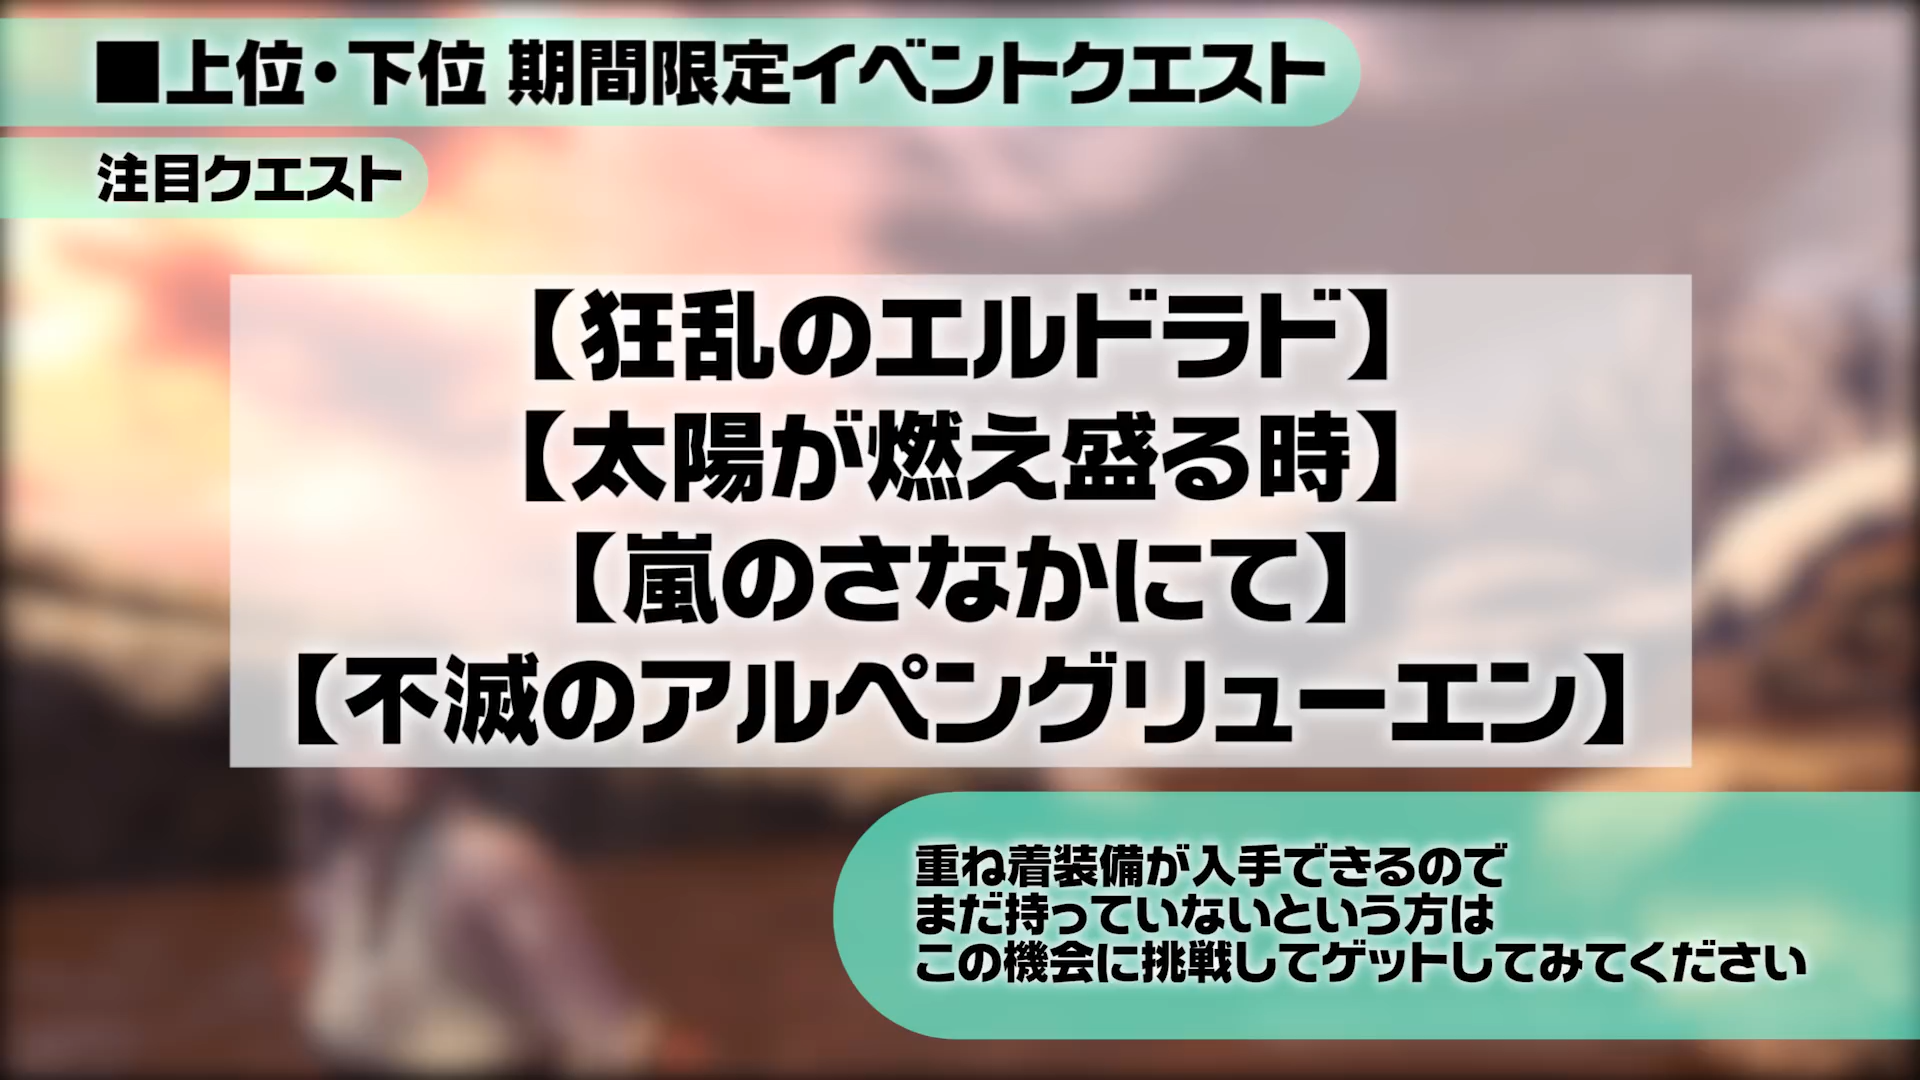 ■上位・下位 期間限定イベントクエスト
注目クエスト
【狂乱のエルドラド】
【太陽が燃え盛る時】
【嵐のさなかにて】
【不滅のアルペングリューエン】
重ね着装備が入手できるので
まだ持っていないという方は
この機会に挑戦してゲットしてみてください